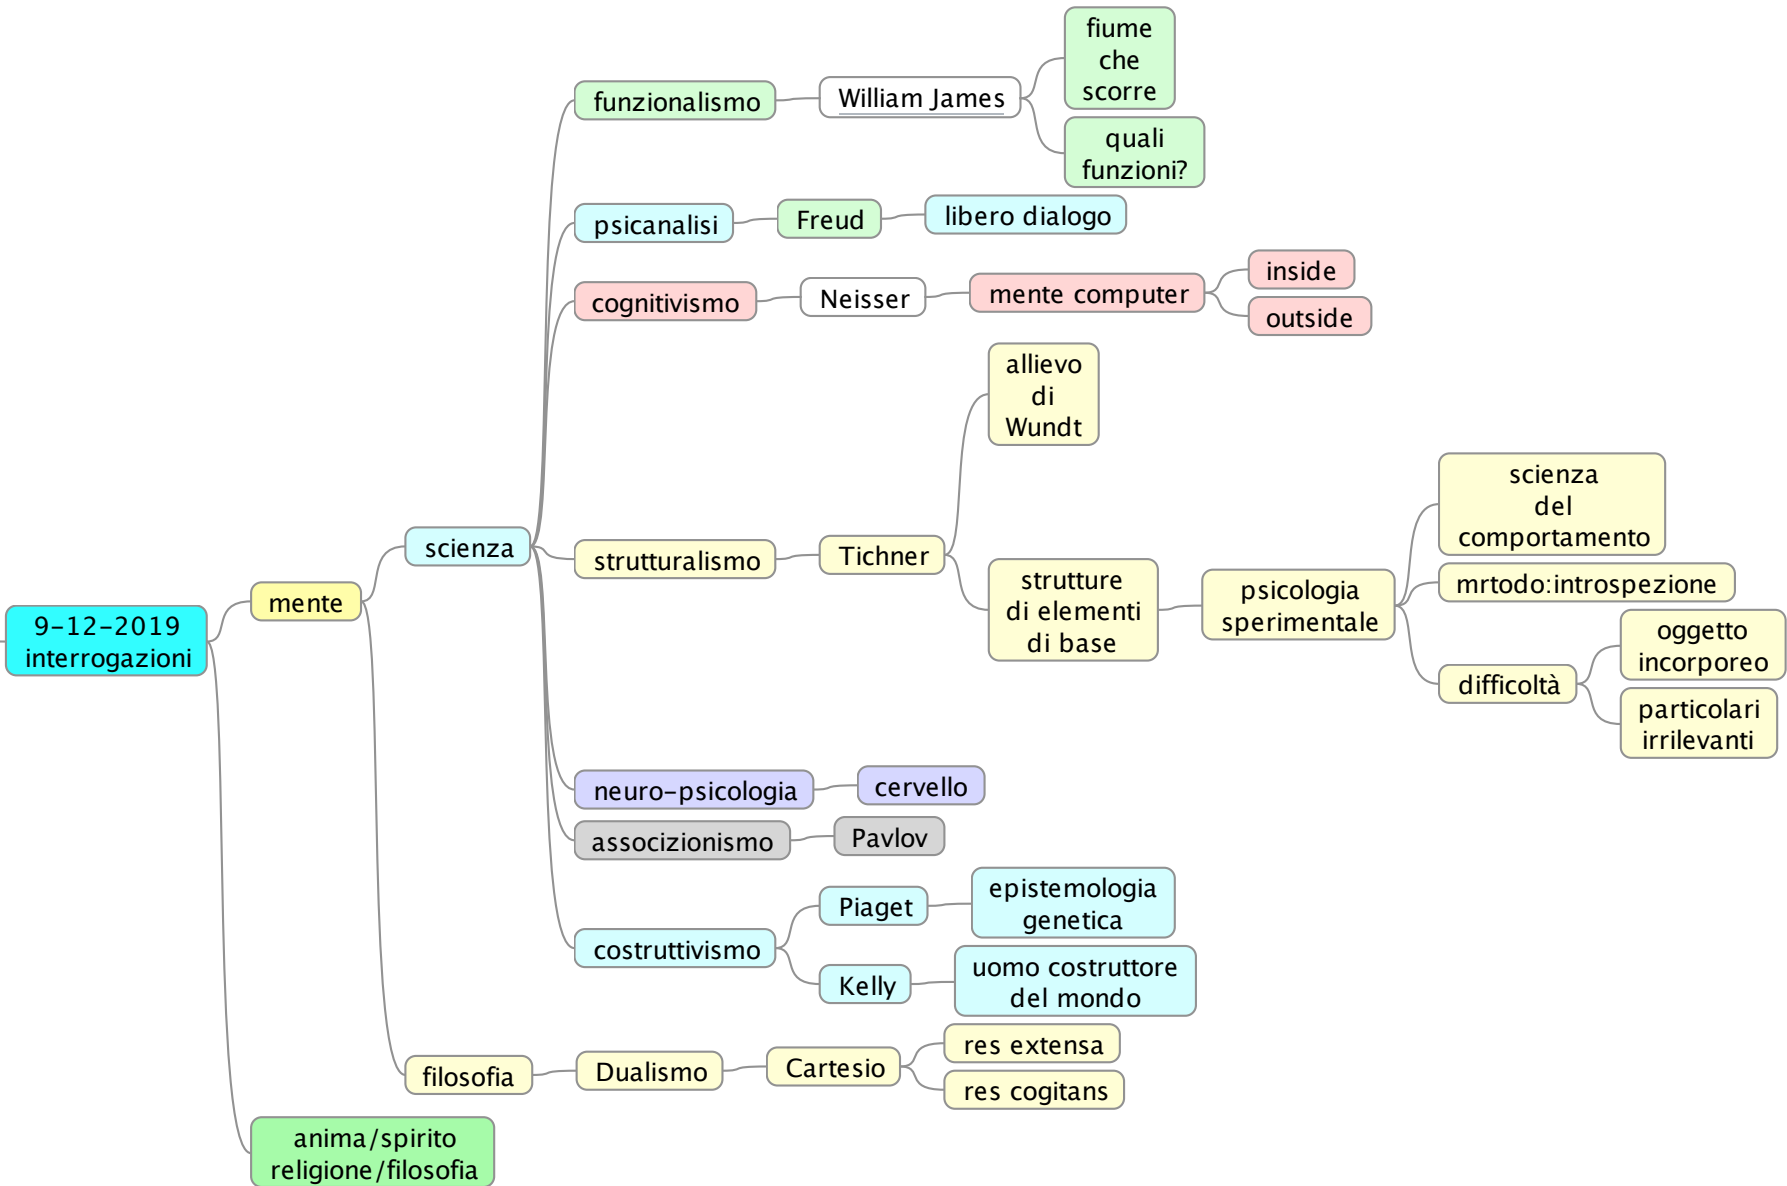 9-12-2019
interrogazioni
mente
scienza
funzionalismo
William James
fiume
che
scorre
quali
funzioni?
psicanalisi
Freud
libero dialogo
cognitivismo
Neisser
mente computer
inside
outside
strutturalismo
Tichner
allievo
di
Wundt
strutture
di elementi
di base
psicologia
sperimentale
scienza
del
comportamento
mrtodo:introspezione
difficoltà
oggetto
incorporeo
particolari
irrilevanti
neuro-psicologia
cervello
associzionismo
Pavlov
costruttivismo
Piaget
epistemologia
genetica
Kelly
uomo costruttore
del mondo
filosofia
Dualismo
Cartesio
res extensa
res cogitans
anima/spirito
religione/filosofia